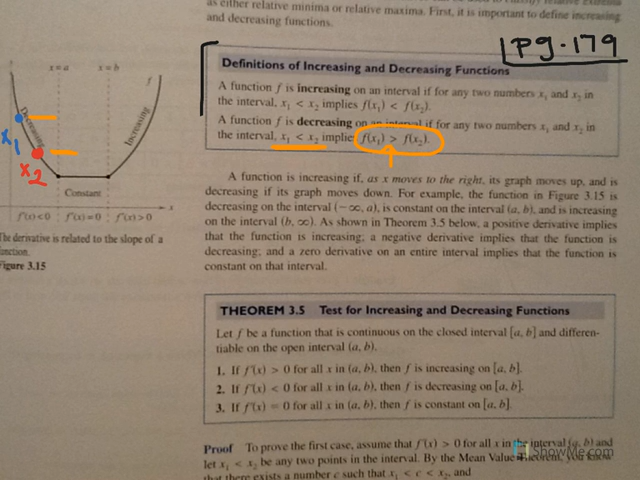 as either relative minima or relative maxima. First, it is important to define increasing
and decreasing functions.
pg. 179
Definitions of Increasing and Decreasing Functions
A function f is increasing on an interval if for any two numbers x₁ and x₂ in
the interval, x₁ < x₂ implies f(x₁) < f(x₂).
A function f is decreasing on an interval if for any two numbers x₁ and x₂ in
the interval, x₁ < x₂ implies f(x₁) > f(x₂).
x = a
x = b
f
Decreasing
Increasing
x₁
x₂
Constant
x
f′(x) < 0
f′(x) = 0
f′(x) > 0
The derivative is related to the slope of a
function.
Figure 3.15
A function is increasing if, as x moves to the right, its graph moves up, and is
decreasing if its graph moves down. For example, the function in Figure 3.15 is
decreasing on the interval (−∞, a), is constant on the interval (a, b), and is increasing
on the interval (b, ∞). As shown in Theorem 3.5 below, a positive derivative implies
that the function is increasing; a negative derivative implies that the function is
decreasing; and a zero derivative on an entire interval implies that the function is
constant on that interval.
THEOREM 3.5 Test for Increasing and Decreasing Functions
Let f be a function that is continuous on the closed interval [a, b] and differen-
tiable on the open interval (a, b).
1. If f′(x) > 0 for all x in (a, b), then f is increasing on [a, b].
2. If f′(x) < 0 for all x in (a, b), then f is decreasing on [a, b].
3. If f′(x) = 0 for all x in (a, b), then f is constant on [a, b].
Proof To prove the first case, assume that f′(x) > 0 for all x in the interval (a, b) and
let x₁ < x₂ be any two points in the interval. By the Mean Value Theorem, you know
that there exists a number c such that x₁ < c < x₂, and
ShowMe.com